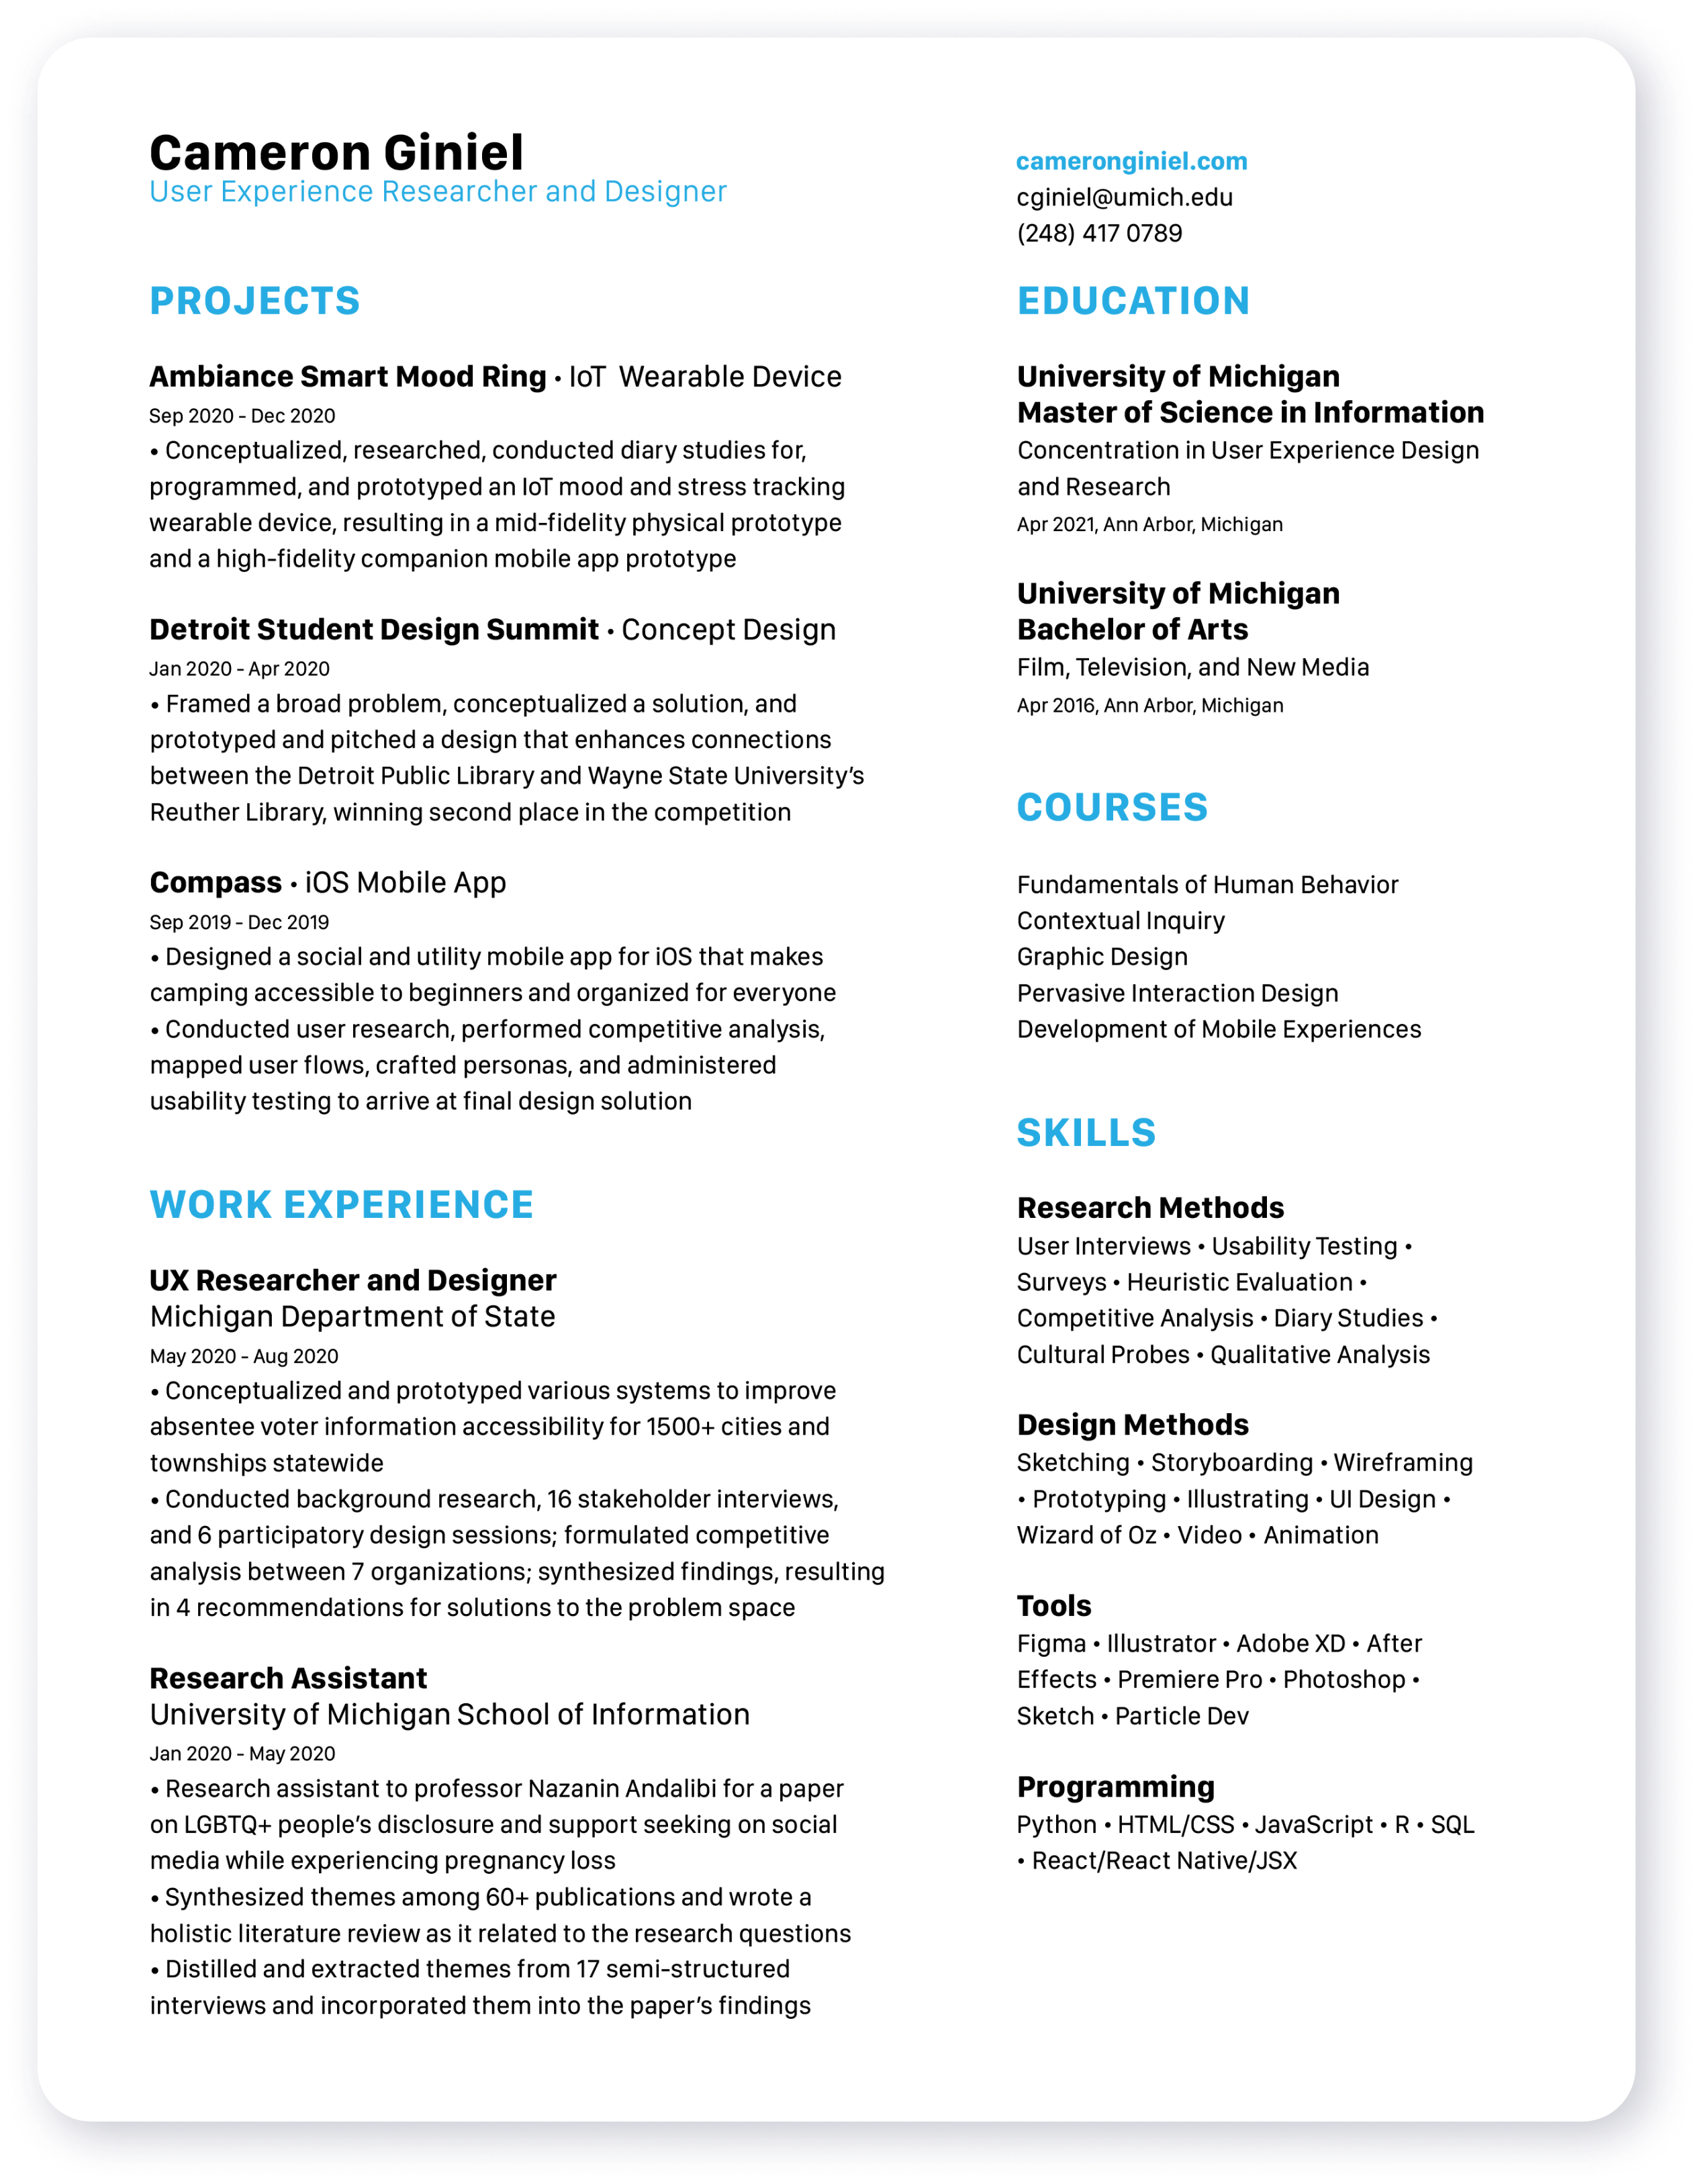 Cameron Giniel
User Experience Researcher and Designer
cameronginiel.com
cginiel@umich.edu
(248) 417 0789
PROJECTS
Ambiance Smart Mood Ring • IoT  Wearable Device
Sep 2020 - Dec 2020
• Conceptualized, researched, conducted diary studies for,
programmed, and prototyped an IoT mood and stress tracking
wearable device, resulting in a mid-fidelity physical prototype
and a high-fidelity companion mobile app prototype
Detroit Student Design Summit • Concept Design
Jan 2020 - Apr 2020
• Framed a broad problem, conceptualized a solution, and
prototyped and pitched a design that enhances connections
between the Detroit Public Library and Wayne State University’s
Reuther Library, winning second place in the competition
Compass • iOS Mobile App
Sep 2019 - Dec 2019
• Designed a social and utility mobile app for iOS that makes
camping accessible to beginners and organized for everyone
• Conducted user research, performed competitive analysis,
mapped user flows, crafted personas, and administered
usability testing to arrive at final design solution
WORK EXPERIENCE
UX Researcher and Designer
Michigan Department of State
May 2020 - Aug 2020
• Conceptualized and prototyped various systems to improve
absentee voter information accessibility for 1500+ cities and
townships statewide
• Conducted background research, 16 stakeholder interviews,
and 6 participatory design sessions; formulated competitive
analysis between 7 organizations; synthesized findings, resulting
in 4 recommendations for solutions to the problem space
Research Assistant
University of Michigan School of Information
Jan 2020 - May 2020
• Research assistant to professor Nazanin Andalibi for a paper
on LGBTQ+ people’s disclosure and support seeking on social
media while experiencing pregnancy loss
• Synthesized themes among 60+ publications and wrote a
holistic literature review as it related to the research questions
• Distilled and extracted themes from 17 semi-structured
interviews and incorporated them into the paper’s findings
EDUCATION
University of Michigan
Master of Science in Information
Concentration in User Experience Design
and Research
Apr 2021, Ann Arbor, Michigan
University of Michigan
Bachelor of Arts
Film, Television, and New Media
Apr 2016, Ann Arbor, Michigan
COURSES
Fundamentals of Human Behavior
Contextual Inquiry
Graphic Design
Pervasive Interaction Design
Development of Mobile Experiences
SKILLS
Research Methods
User Interviews • Usability Testing •
Surveys • Heuristic Evaluation •
Competitive Analysis • Diary Studies •
Cultural Probes • Qualitative Analysis
Design Methods
Sketching • Storyboarding • Wireframing
• Prototyping • Illustrating • UI Design •
Wizard of Oz • Video • Animation
Tools
Figma • Illustrator • Adobe XD • After
Effects • Premiere Pro • Photoshop •
Sketch • Particle Dev
Programming
Python • HTML/CSS • JavaScript • R • SQL
• React/React Native/JSX